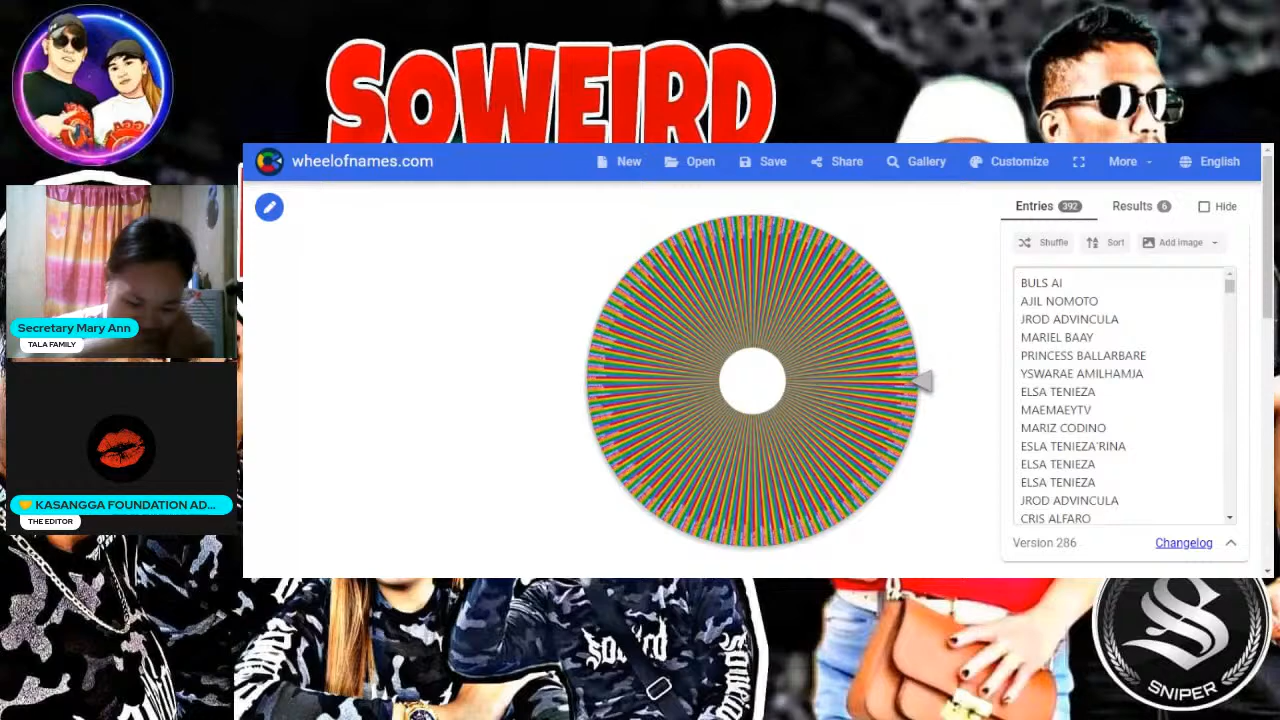 SOWEIRD
wheelofnames.com
New
Open
Save
Share
Gallery
Customize
More
English
Entries 392
Results 6
Hide
Shuffle
Sort
Add image
BULS AI
AJIL NOMOTO
JROD ADVINCULA
MARIEL BAAY
PRINCESS BALLARBARE
YSWARAE AMILHAMJA
ELSA TENIEZA
MAEMAEYTV
MARIZ CODINO
ESLA TENIEZA'RINA
ELSA TENIEZA
ELSA TENIEZA
JROD ADVINCULA
CRIS ALFARO
Version 286
Changelog
Secretary Mary Ann
TALA FAMILY
KASANGGA FOUNDATION AD...
THE EDITOR
S
SNIPER